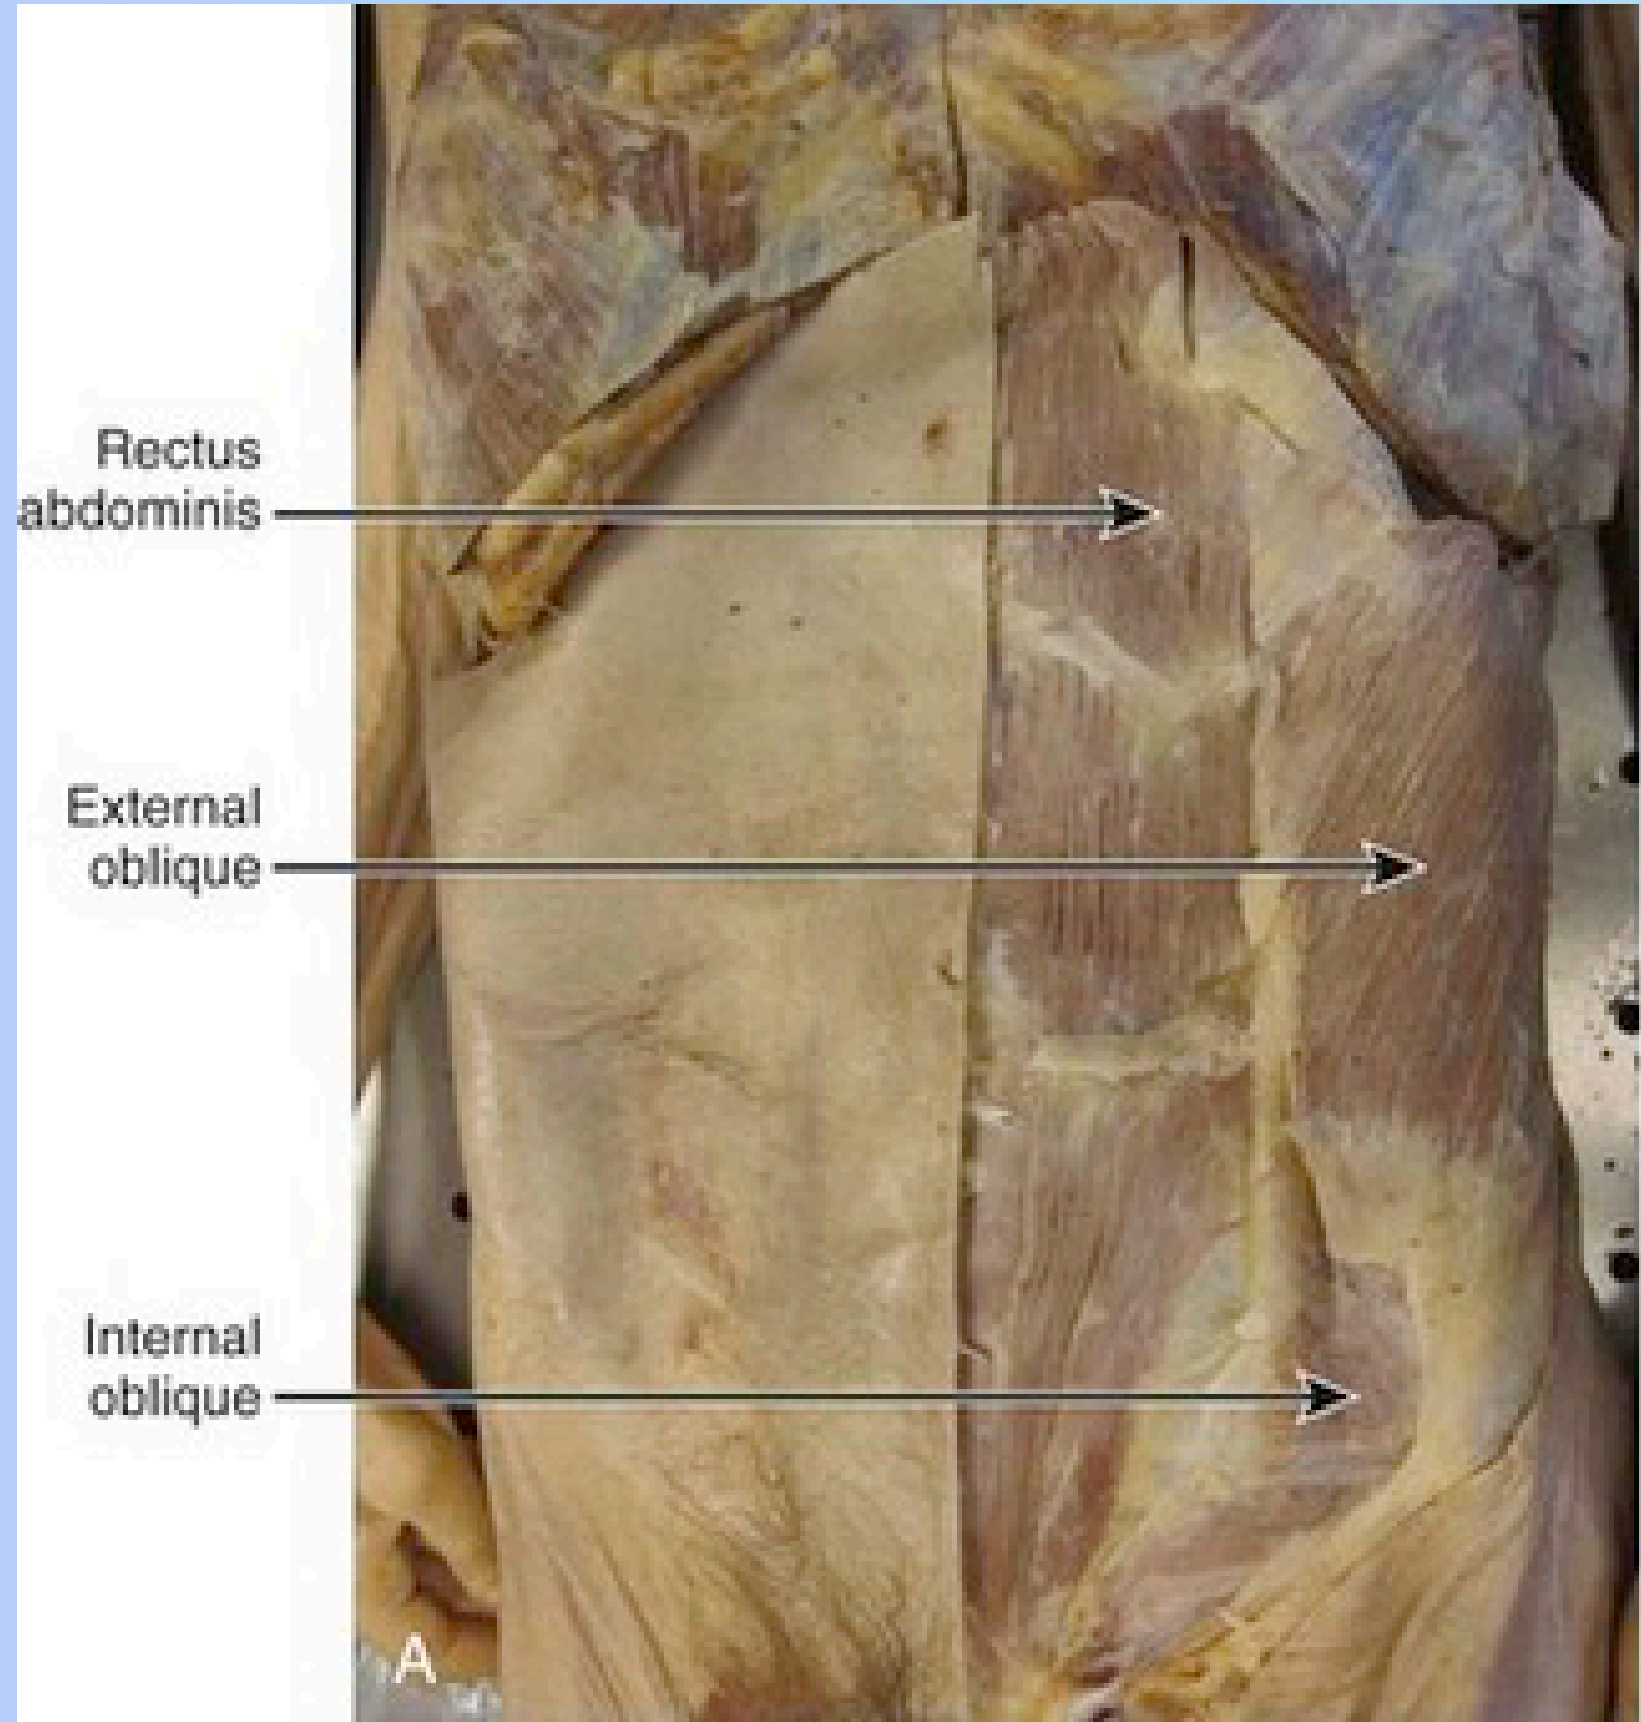 Rectus
abdominis
External
oblique
Internal
oblique
A